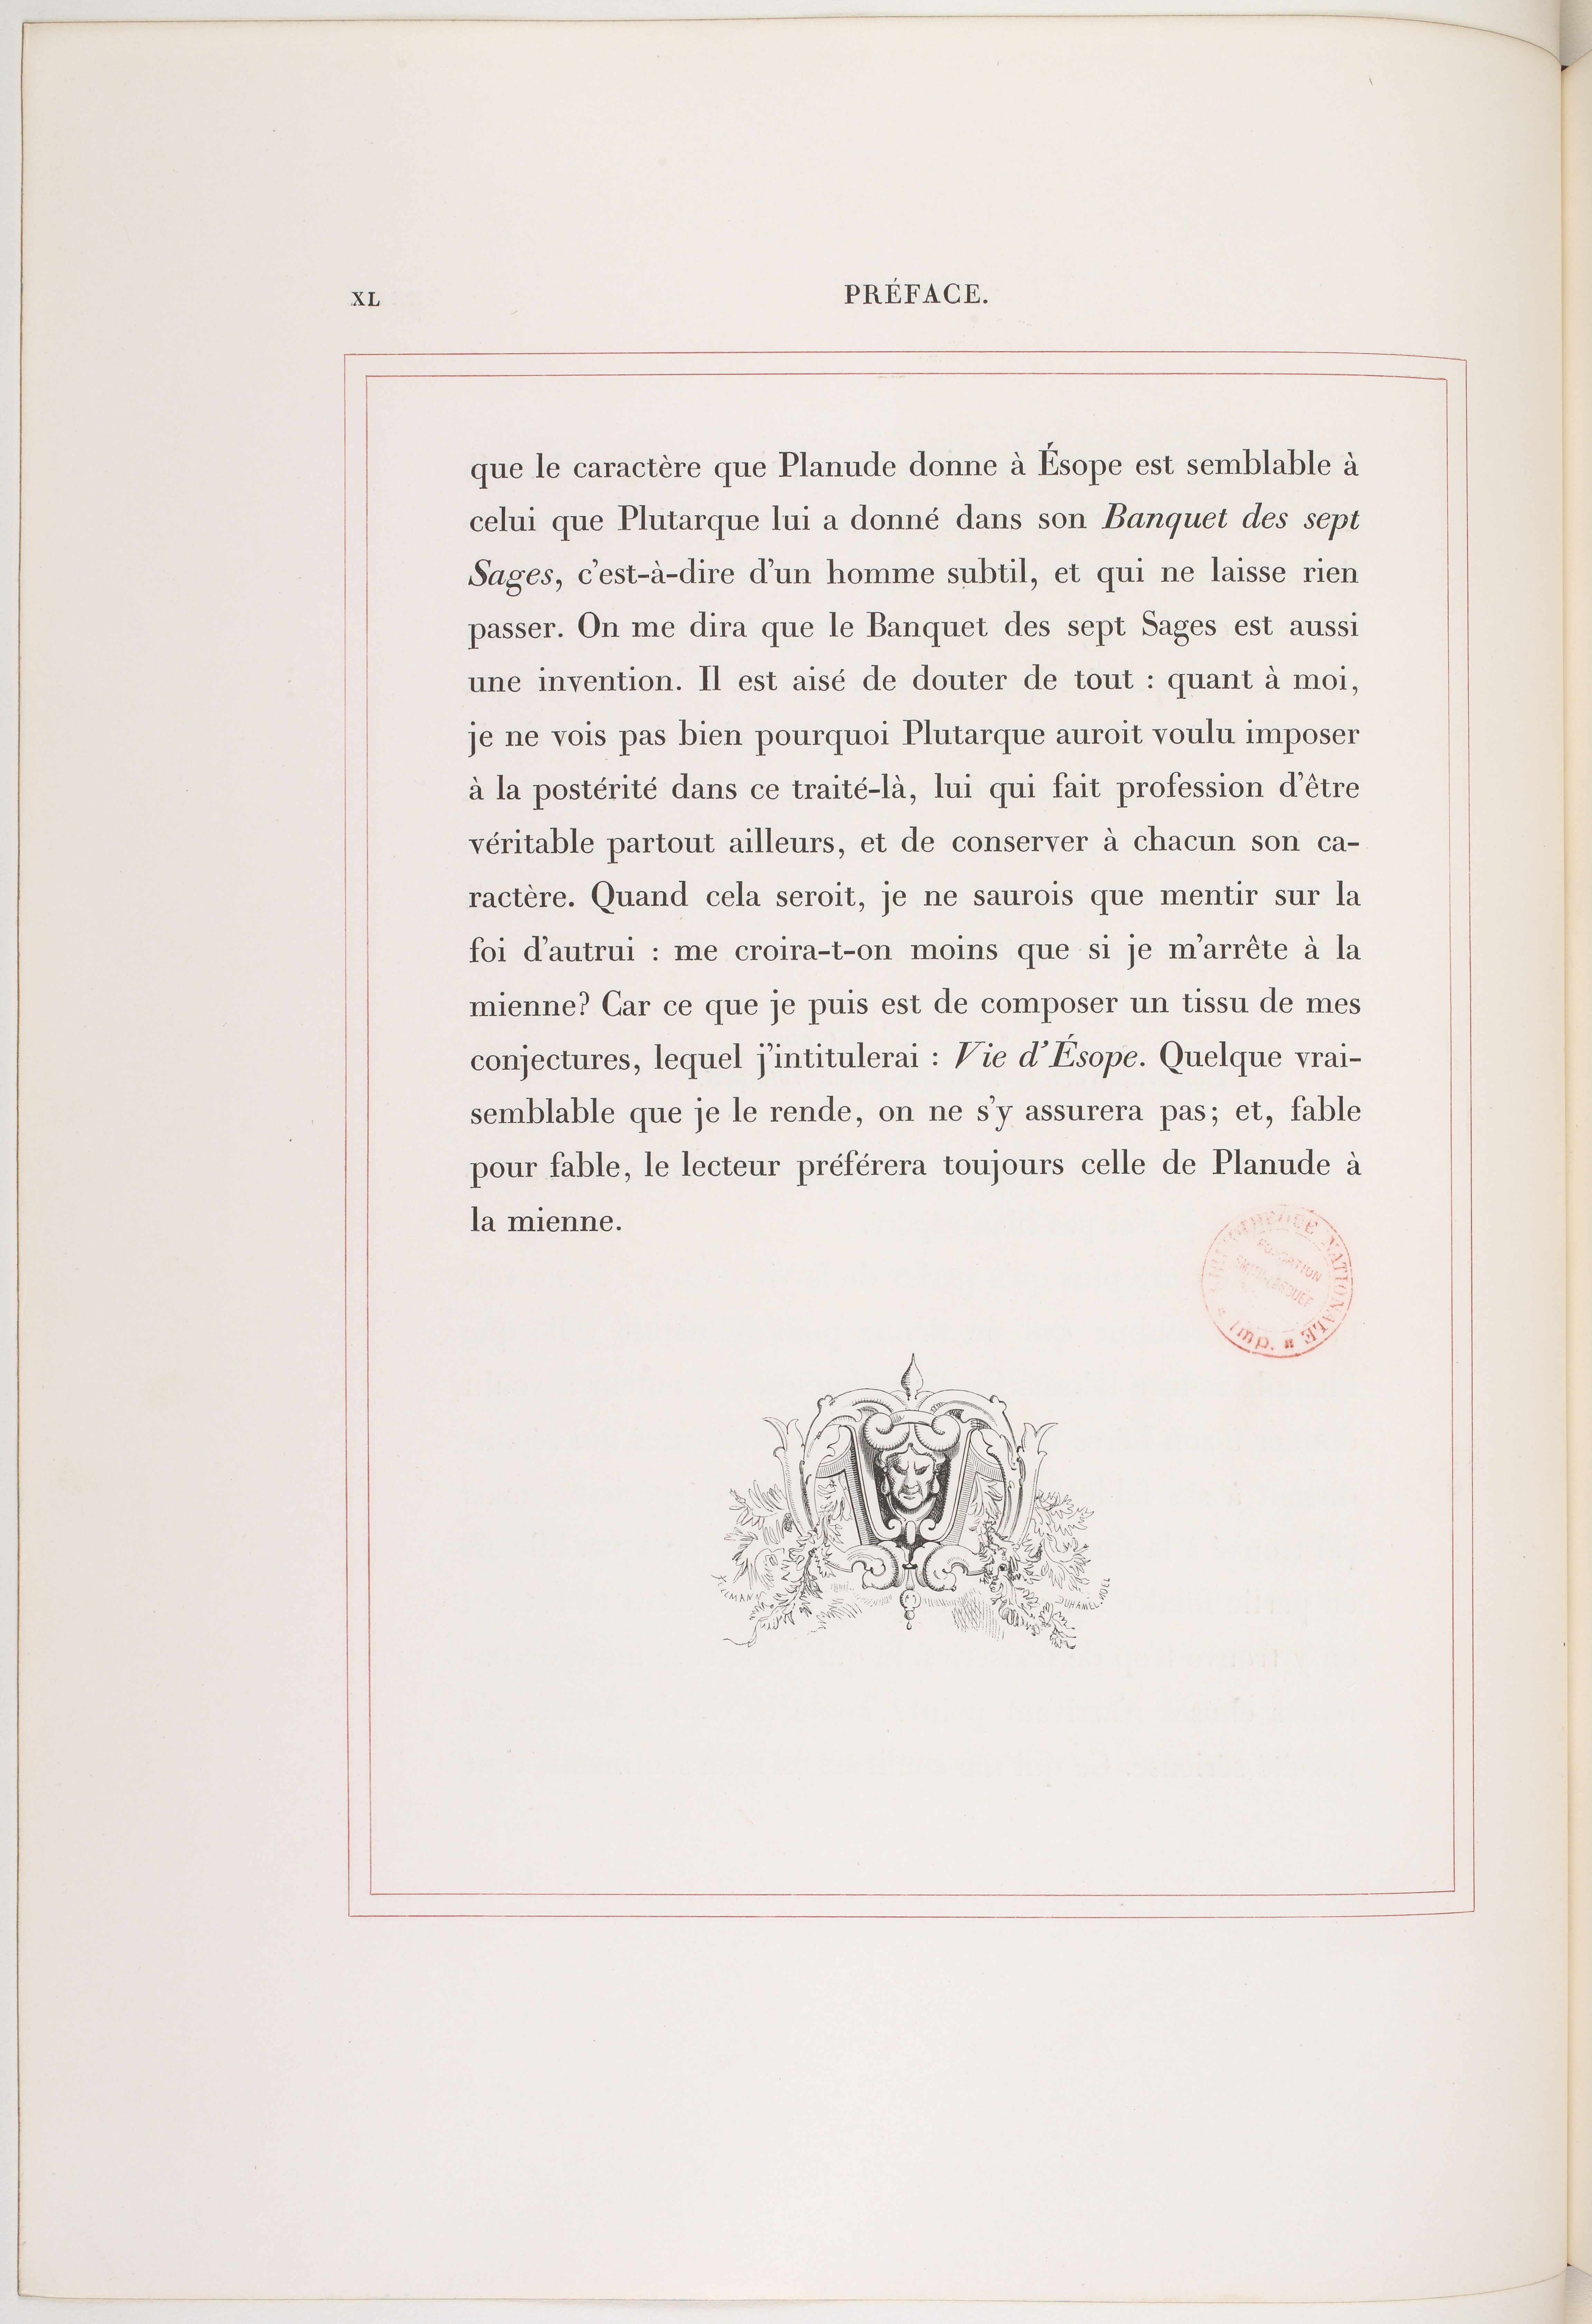 XL
PRÉFACE.
que le caractère que Planude donne à Ésope est semblable à
celui que Plutarque lui a donné dans son Banquet des sept
Sages, c'est-à-dire d'un homme subtil, et qui ne laisse rien
passer. On me dira que le Banquet des sept Sages est aussi
une invention. Il est aisé de douter de tout : quant à moi,
je ne vois pas bien pourquoi Plutarque auroit voulu imposer
à la postérité dans ce traité-là, lui qui fait profession d'être
véritable partout ailleurs, et de conserver à chacun son ca-
ractère. Quand cela seroit, je ne saurois que mentir sur la
foi d'autrui : me croira-t-on moins que si je m'arrête à la
mienne? Car ce que je puis est de composer un tissu de mes
conjectures, lequel j'intitulerai : Vie d'Ésope. Quelque vrai-
semblable que je le rende, on ne s'y assurera pas; et, fable
pour fable, le lecteur préférera toujours celle de Planude à
la mienne.
BIBLIOTHÈQUE NATIONALE
FONDATION
SMITH-LESOUËF
Imp.
DUHAMEL